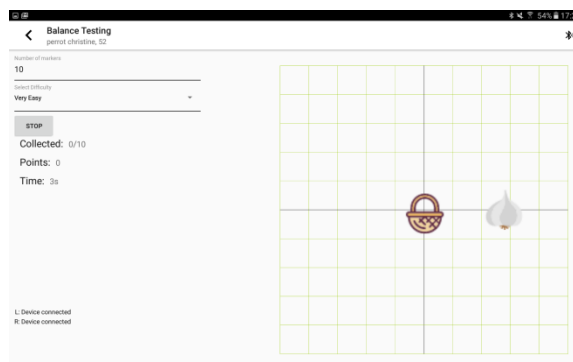 54% 17:
Balance Testing
perrot christine, 52
Number of markers
10
Select Difficulty
Very Easy
STOP
Collected: 0/10
Points: 0
Time: 3s
L: Device connected
R: Device connected